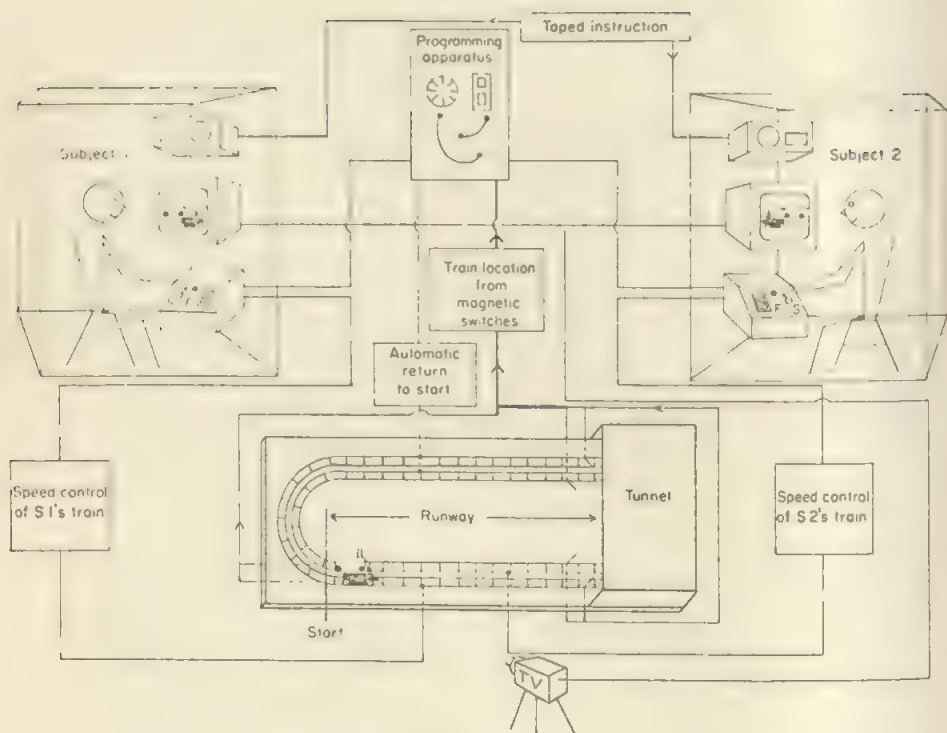 Taped instruction
Programming
apparatus
Subject
Subject 2
Train location
from
magnetic
switches
F S
Automatic
return
to start
Speed control
of S1's train
Tunnel
Runway
Speed control
of S2's train
Start
TV